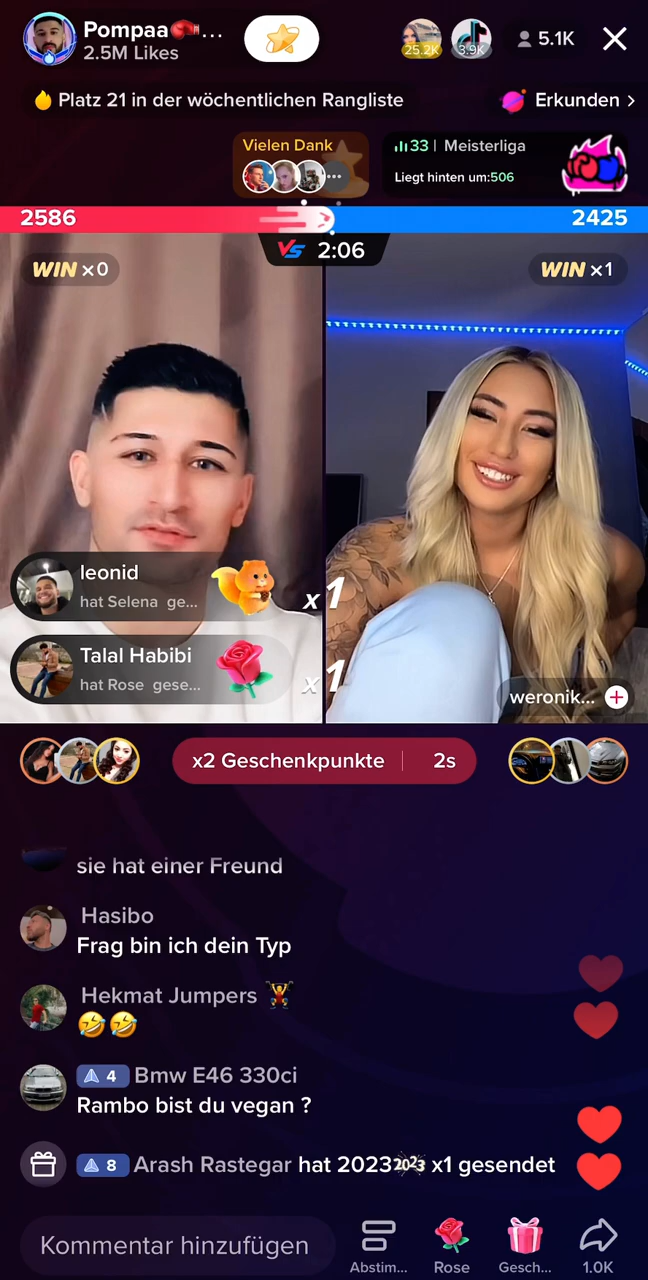 Pompaa🥊...
2.5M Likes
25.2K
3.9K
5.1K
Platz 21 in der wöchentlichen Rangliste
Erkunden >
Vielen Dank
33 | Meisterliga
Liegt hinten um:506
2586
2425
VS 2:06
WIN x0
WIN x1
leonid
hat Selena ge...
x1
Talal Habibi
hat Rose gese...
x1
weronik...
x2 Geschenkpunkte | 2s
sie hat einer Freund
Hasibo
Frag bin ich dein Typ
Hekmat Jumpers 🏋
🤣🤣
4 Bmw E46 330ci
Rambo bist du vegan ?
8 Arash Rastegar hat 2023 2023 x1 gesendet
Kommentar hinzufügen
Abstim...
Rose
Gesch...
1.0K